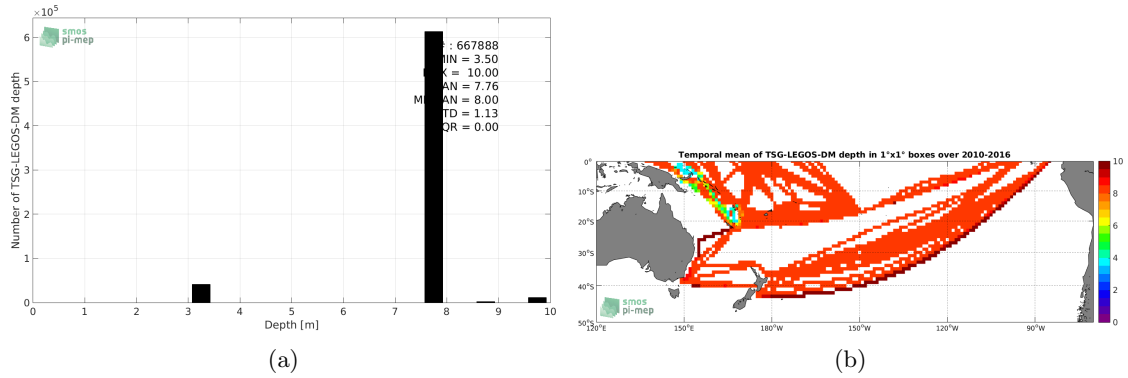 ×10⁵
smos
pi-mep
: 667888
MIN = 3.50
X = 10.00
AN = 7.76
M AN = 8.00
TD = 1.13
QR = 0.00
Number of TSG-LEGOS-DM depth
6
5
4
3
2
1
0
0 1 2 3 4 5 6 7 8 9 10
Depth [m]
(a)
Temporal mean of TSG-LEGOS-DM depth in 1°x1° boxes over 2010-2016
0°
10°S
20°S
30°S
40°S
50°S
120°E 150°E 180°W 150°W 120°W 90°W
10
8
6
4
2
0
smos
pi-mep
(b)